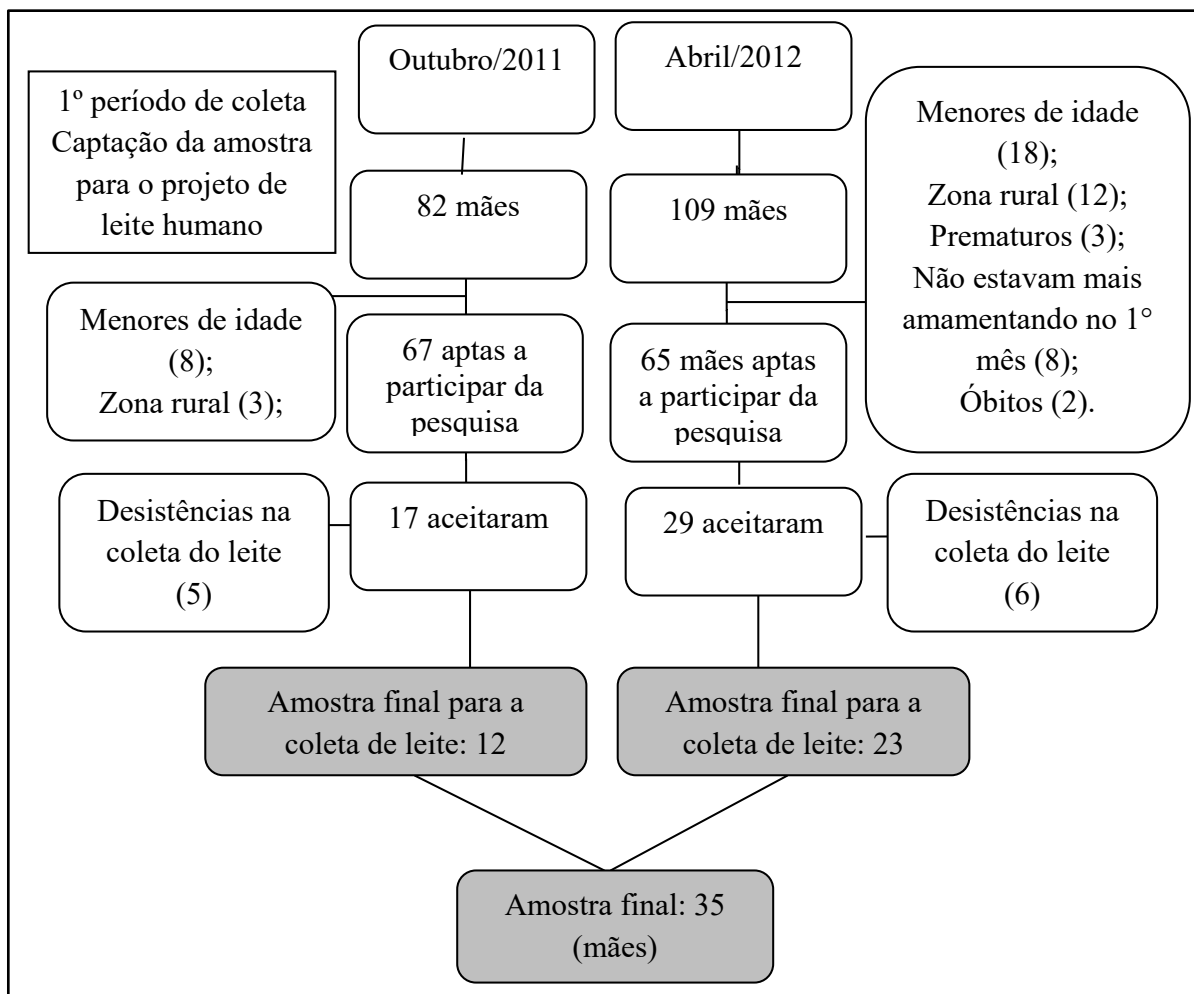 Outubro/2011
Abril/2012
1º período de coleta
Captação da amostra
para o projeto de
leite humano
82 mães
109 mães
Menores de idade
(18);
Zona rural (12);
Prematuros (3);
Não estavam mais
amamentando no 1°
mês (8);
Óbitos (2).
Menores de idade
(8);
Zona rural (3);
67 aptas a
participar da
pesquisa
65 mães aptas
a participar da
pesquisa
Desistências na
coleta do leite
(5)
17 aceitaram
29 aceitaram
Desistências na
coleta do leite
(6)
Amostra final para a
coleta de leite: 12
Amostra final para a
coleta de leite: 23
Amostra final: 35
(mães)